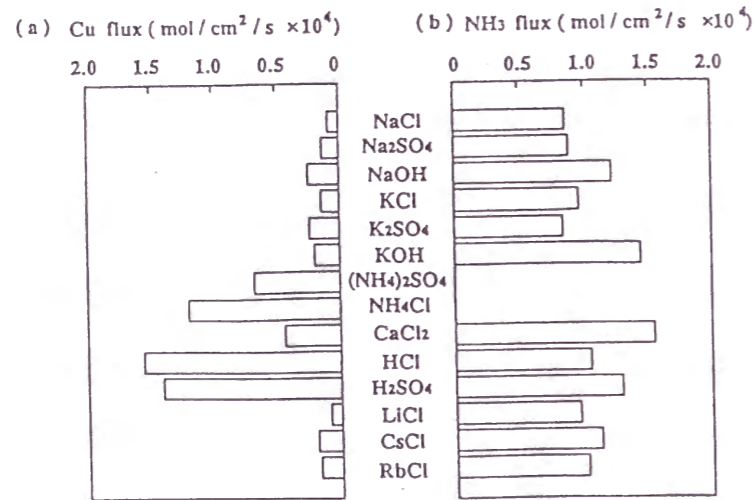 (a) Cu flux (mol/cm²/s ×10⁴) (b) NH₃ flux (mol/cm²/s ×10⁴)
2.0 1.5 1.0 0.5 0 0 0.5 1.0 1.5 2.0
NaCl
Na₂SO₄
NaOH
KCl
K₂SO₄
KOH
(NH₄)₂SO₄
NH₄Cl
CaCl₂
HCl
H₂SO₄
LiCl
CsCl
RbCl